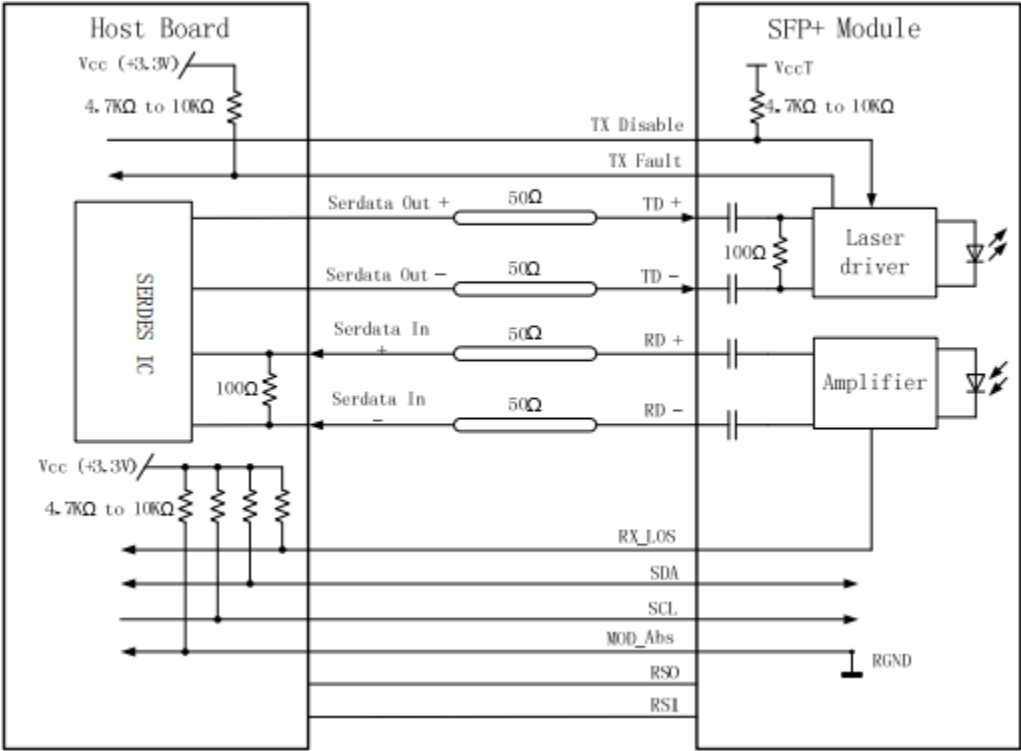 Host Board
SFP+ Module
Vcc (+3.3V)
VccT
4.7KΩ to 10KΩ
4.7KΩ to 10KΩ
TX Disable
TX Fault
Serdata Out +
50Ω
TD +
100Ω
Laser
driver
Serdata Out -
50Ω
TD -
SERDES IC
Serdata In
+
50Ω
RD +
100Ω
Amplifier
Serdata In
-
50Ω
RD -
Vcc (+3.3V)
4.7KΩ to 10KΩ
RX_LOS
SDA
SCL
MOD_Abs
RGND
RS0
RS1